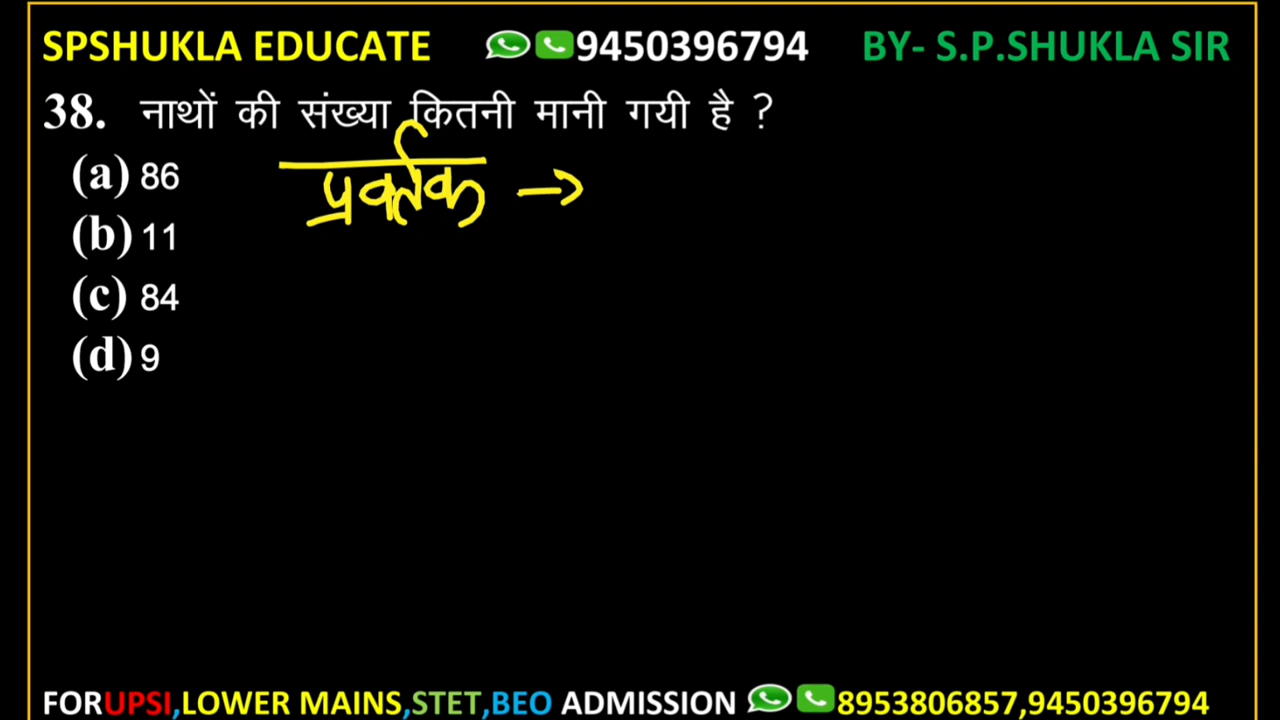 SPSHUKLA EDUCATE 9450396794 BY- S.P.SHUKLA SIR
38. नाथों की संख्या कितनी मानी गयी है ?
(a) 86
प्रवर्तक →
(b) 11
(c) 84
(d) 9
FORUPSI,LOWER MAINS,STET,BEO ADMISSION 8953806857,9450396794